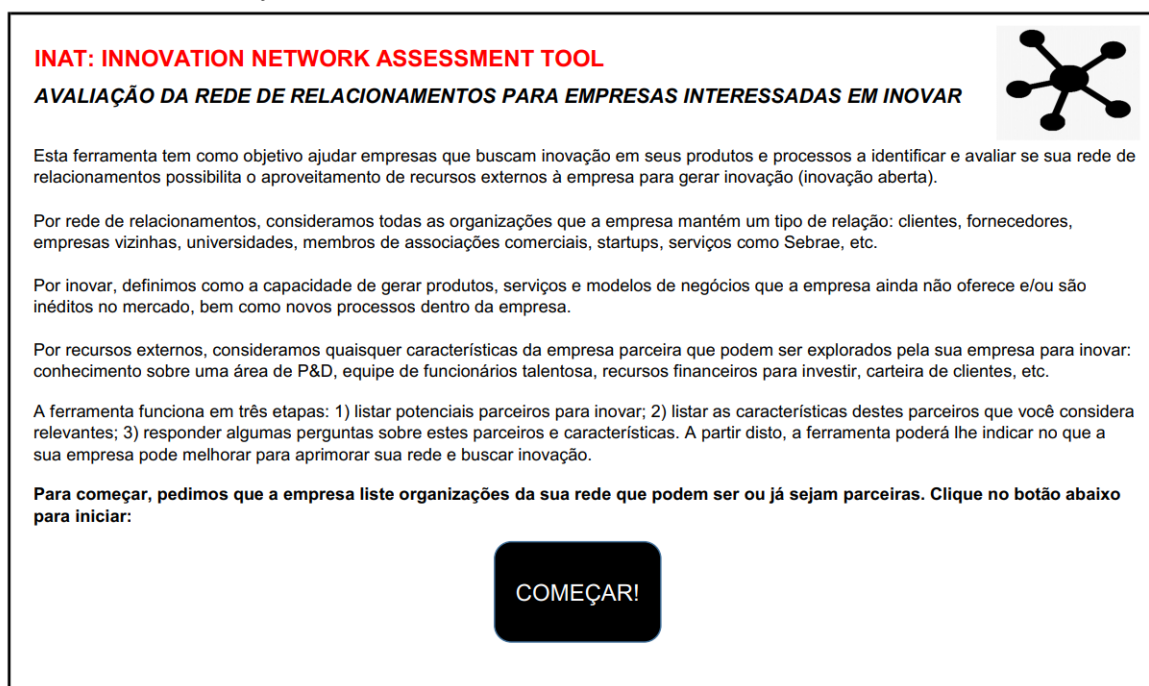 INAT: INNOVATION NETWORK ASSESSMENT TOOL
AVALIAÇÃO DA REDE DE RELACIONAMENTOS PARA EMPRESAS INTERESSADAS EM INOVAR
Esta ferramenta tem como objetivo ajudar empresas que buscam inovação em seus produtos e processos a identificar e avaliar se sua rede de
relacionamentos possibilita o aproveitamento de recursos externos à empresa para gerar inovação (inovação aberta).
Por rede de relacionamentos, consideramos todas as organizações que a empresa mantém um tipo de relação: clientes, fornecedores,
empresas vizinhas, universidades, membros de associações comerciais, startups, serviços como Sebrae, etc.
Por inovar, definimos como a capacidade de gerar produtos, serviços e modelos de negócios que a empresa ainda não oferece e/ou são
inéditos no mercado, bem como novos processos dentro da empresa.
Por recursos externos, consideramos quaisquer características da empresa parceira que podem ser explorados pela sua empresa para inovar:
conhecimento sobre uma área de P&D, equipe de funcionários talentosa, recursos financeiros para investir, carteira de clientes, etc.
A ferramenta funciona em três etapas: 1) listar potenciais parceiros para inovar; 2) listar as características destes parceiros que você considera
relevantes; 3) responder algumas perguntas sobre estes parceiros e características. A partir disto, a ferramenta poderá lhe indicar no que a
sua empresa pode melhorar para aprimorar sua rede e buscar inovação.
Para começar, pedimos que a empresa liste organizações da sua rede que podem ser ou já sejam parceiras. Clique no botão abaixo
para iniciar:
COMEÇAR!